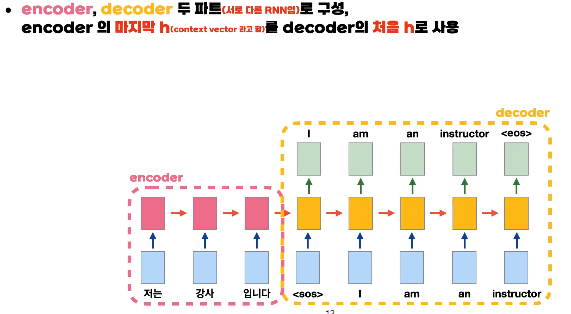 • encoder, decoder 두 파트(서로 다른 RNN임)로 구성,
encoder 의 마지막 h(context vector 라고 함)를 decoder의 처음 h로 사용
decoder
I am an instructor <eos>
encoder
저는 강사 입니다 <sos> I am an instructor